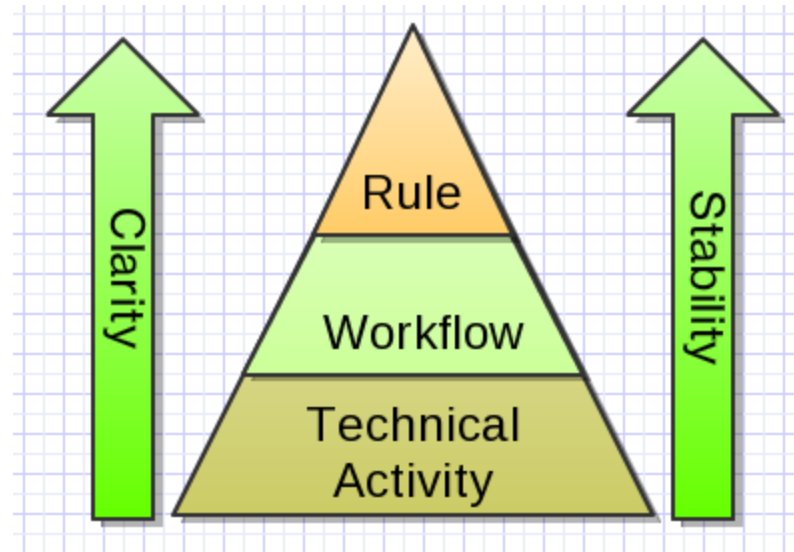 Clarity
Rule
Workflow
Technical
Activity
Stability